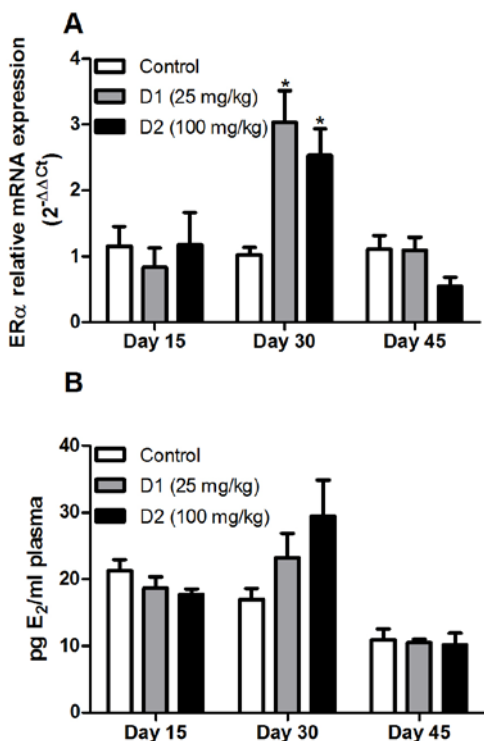 A
Control
D1 (25 mg/kg)
D2 (100 mg/kg)
ERα relative mRNA expression
(2^-ΔΔCt)
4
3
2
1
0
*
*
Day 15
Day 30
Day 45
B
Control
D1 (25 mg/kg)
D2 (100 mg/kg)
pg E₂/ml plasma
40
30
20
10
0
Day 15
Day 30
Day 45